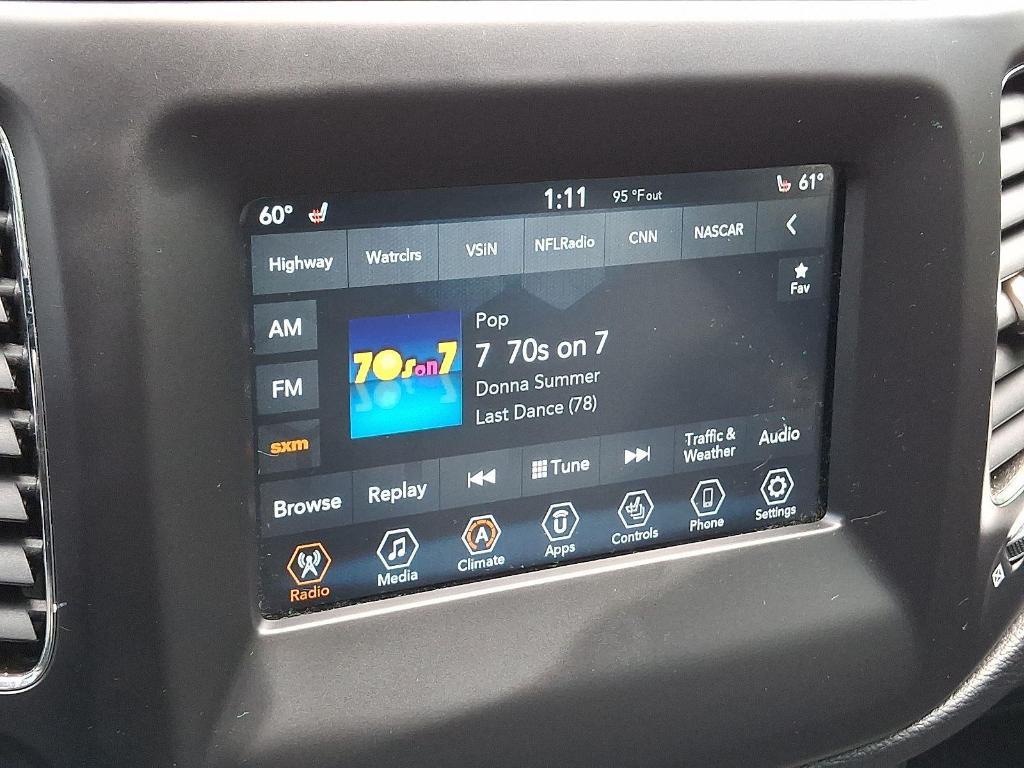 60° 1:11 95 °F out 61°
Highway Watrclrs VSiN NFLRadio CNN NASCAR
Fav
AM
FM
sxm
70s on 7
Pop
7 70s on 7
Donna Summer
Last Dance (78)
Browse Replay Tune Traffic & Weather Audio
Radio Media A Climate Apps Controls Phone Settings